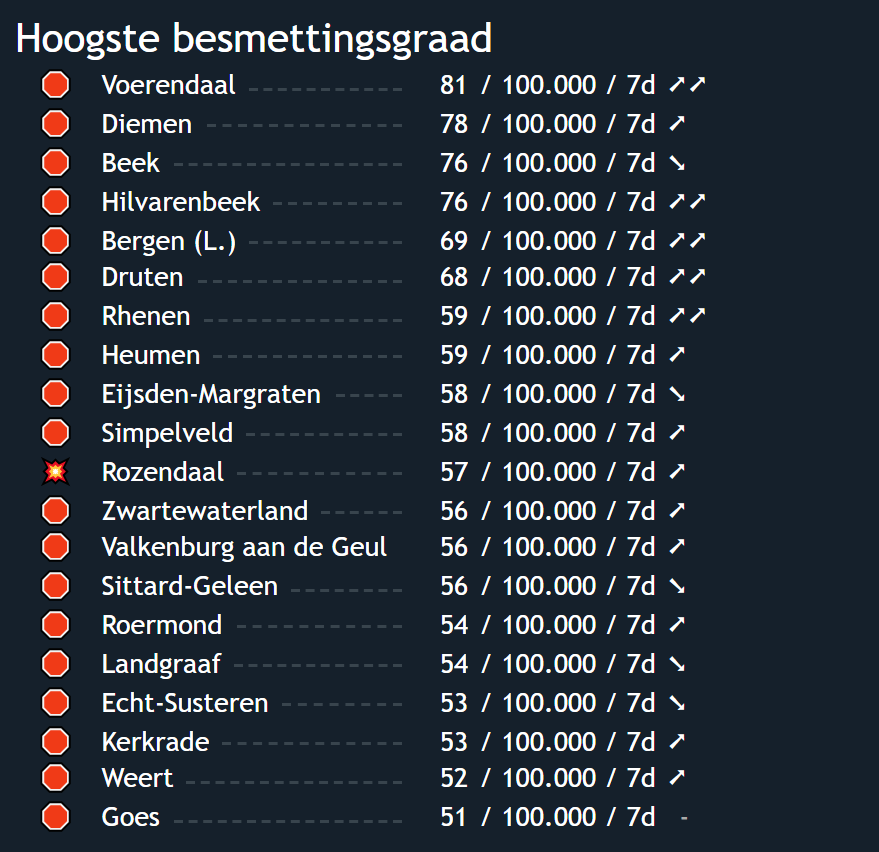 Hoogste besmettingsgraad
Voerendaal 81 / 100.000 / 7d ➚➚
Diemen 78 / 100.000 / 7d ➚
Beek 76 / 100.000 / 7d ➘
Hilvarenbeek 76 / 100.000 / 7d ➚➚
Bergen (L.) 69 / 100.000 / 7d ➚➚
Druten 68 / 100.000 / 7d ➚➚
Rhenen 59 / 100.000 / 7d ➚➚
Heumen 59 / 100.000 / 7d ➚
Eijsden-Margraten 58 / 100.000 / 7d ➘
Simpelveld 58 / 100.000 / 7d ➚
Rozendaal 57 / 100.000 / 7d ➚
Zwartewaterland 56 / 100.000 / 7d ➚
Valkenburg aan de Geul 56 / 100.000 / 7d ➚
Sittard-Geleen 56 / 100.000 / 7d ➘
Roermond 54 / 100.000 / 7d ➚
Landgraaf 54 / 100.000 / 7d ➘
Echt-Susteren 53 / 100.000 / 7d ➘
Kerkrade 53 / 100.000 / 7d ➚
Weert 52 / 100.000 / 7d ➚
Goes 51 / 100.000 / 7d -